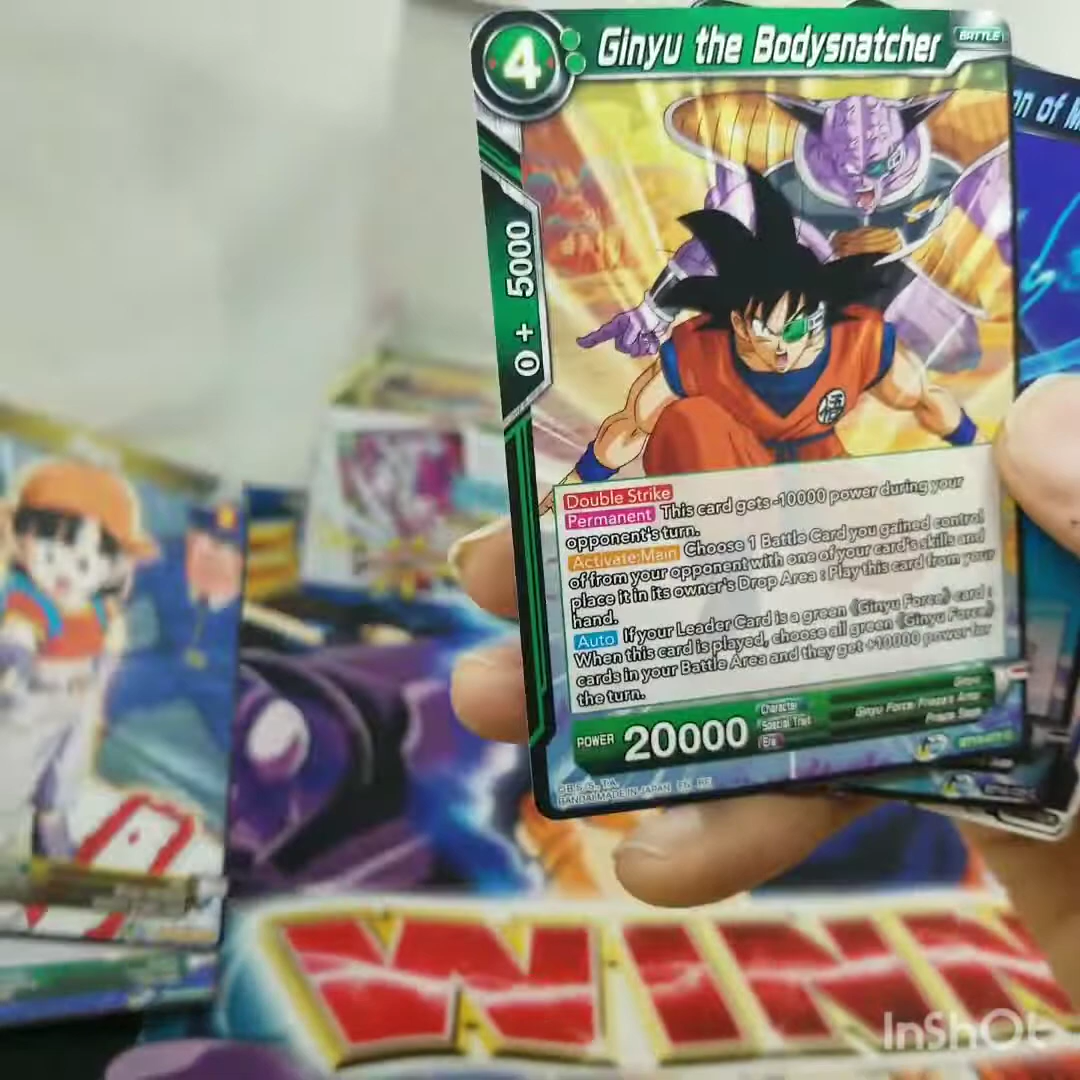 4
Ginyu the Bodysnatcher
BATTLE
on of M
0 + 5000
悟
Double Strike
Permanent This card gets -10000 power during your
opponent's turn.
Activate:Main Choose 1 Battle Card you gained control
of from your opponent with one of your card's skills and
place it in its owner's Drop Area : Play this card from your
hand.
Auto If your Leader Card is a green《Ginyu Force》card :
When this card is played, choose all green《Ginyu Force》
cards in your Battle Area and they get +10000 power for
the turn.
POWER 20000
Character Ginyu
Special Trait Ginyu Force, Frieza's Army
Era Frieza Saga
BANDAI MADE IN JAPAN
WINN
InShOt